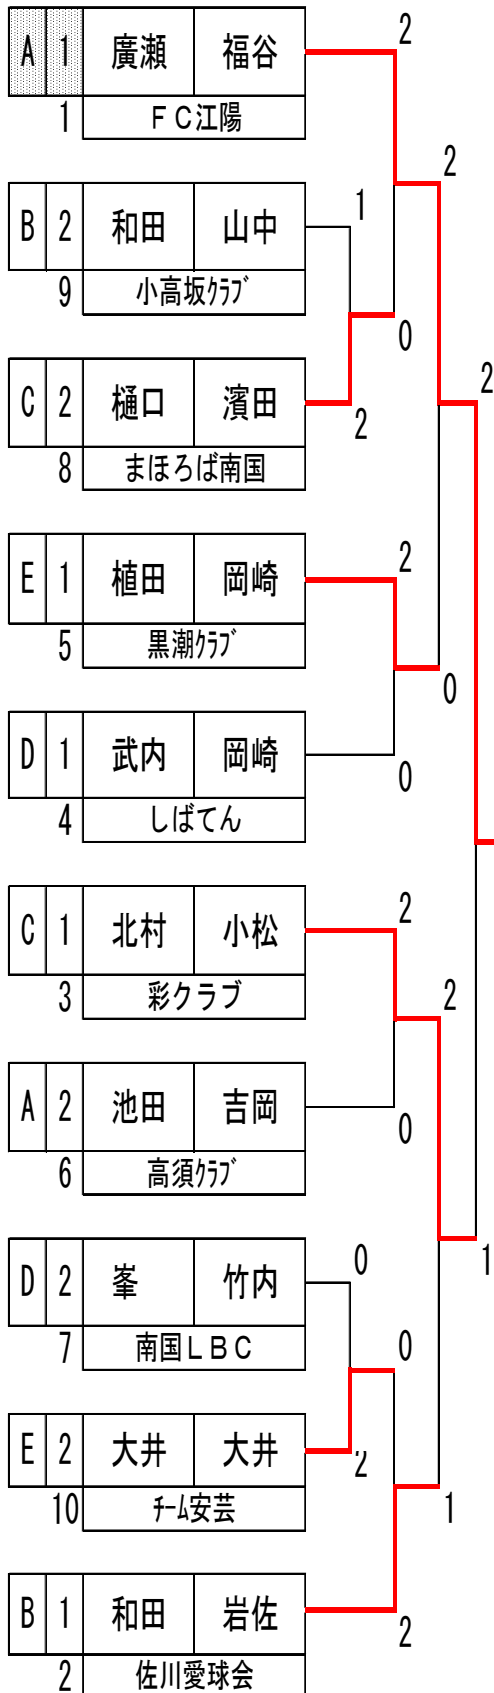 2
A 1 廣瀬 福谷
1 ＦＣ江陽
2
1
B 2 和田 山中
9 小高坂ｸﾗﾌﾞ
0
2
C 2 樋口 濱田
2
8 まほろば南国
2
E 1 植田 岡崎
5 黒潮ｸﾗﾌﾞ
0
D 1 武内 岡崎
0
4 しばてん
2
C 1 北村 小松
3 彩クラブ
2
A 2 池田 吉岡
0
6 高須ｸﾗﾌﾞ
0
1
D 2 峯 竹内
7 南国ＬＢＣ
0
E 2 大井 大井
2
10 ﾁｰﾑ安芸
1
B 1 和田 岩佐
2
2 佐川愛球会